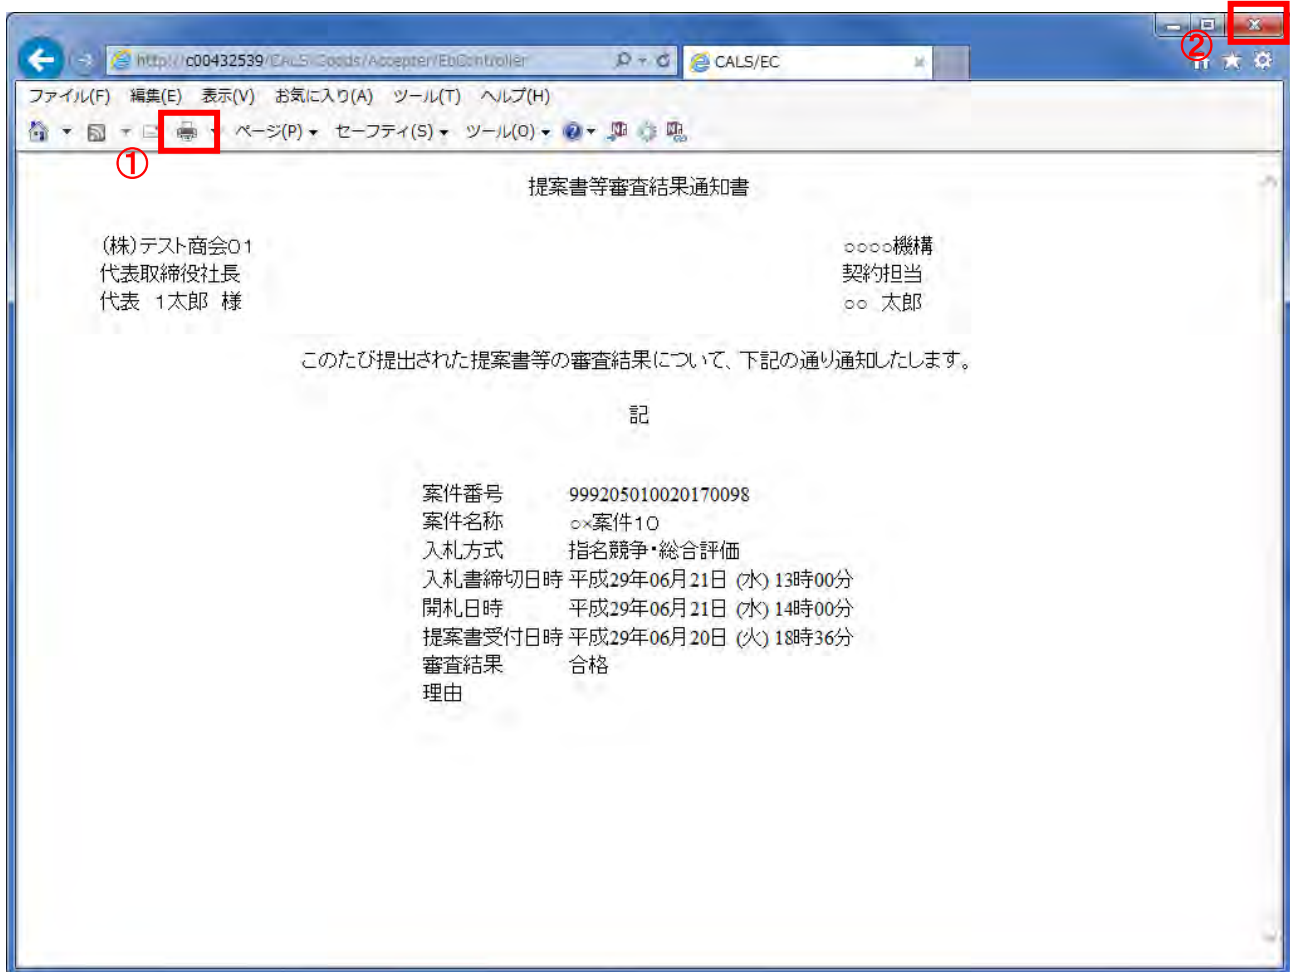 ②
http://c00432539/CALS/Goods/Accepter/EbController
CALS/EC
ファイル(F) 編集(E) 表示(V) お気に入り(A) ツール(T) ヘルプ(H)
ページ(P) セーフティ(S) ツール(O)
①
提案書等審査結果通知書
(株)テスト商会01 ○○○○機構
代表取締役社長 契約担当
代表 1太郎 様 ○○ 太郎
このたび提出された提案書等の審査結果について、下記の通り通知いたします。
記
案件番号 999205010020170098
案件名称 ○×案件10
入札方式 指名競争・総合評価
入札書締切日時 平成29年06月21日 (水) 13時00分
開札日時 平成29年06月21日 (水) 14時00分
提案書受付日時 平成29年06月20日 (火) 18時36分
審査結果 合格
理由